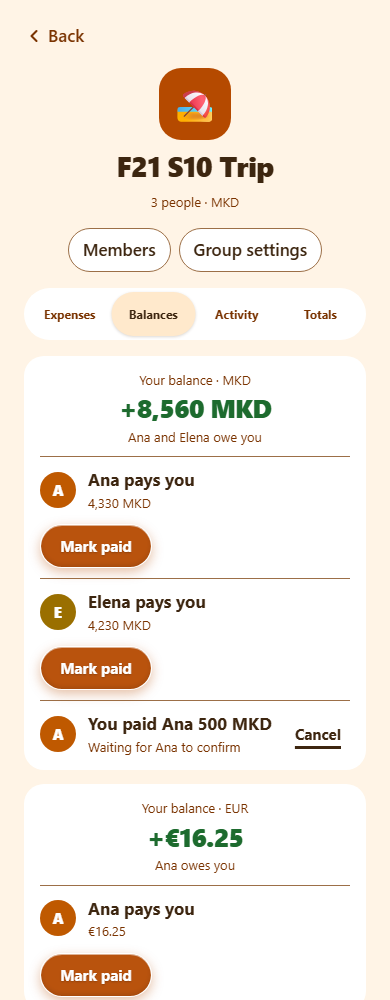 Back
F21 S10 Trip
3 people · MKD
Members
Group settings
Expenses
Balances
Activity
Totals
Your balance · MKD
+8,560 MKD
Ana and Elena owe you
A
Ana pays you
4,330 MKD
Mark paid
E
Elena pays you
4,230 MKD
Mark paid
A
You paid Ana 500 MKD
Waiting for Ana to confirm
Cancel
Your balance · EUR
+€16.25
Ana owes you
A
Ana pays you
€16.25
Mark paid